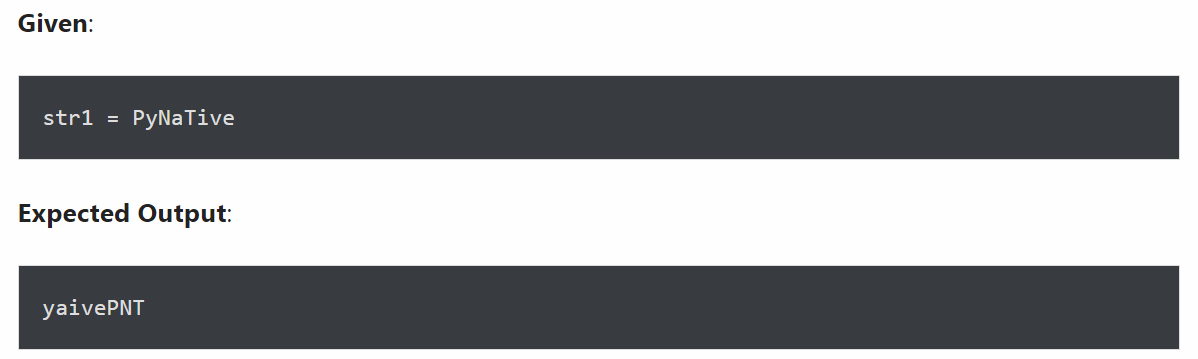 Given:
str1 = PyNaTive
Expected Output:
yaivePNT